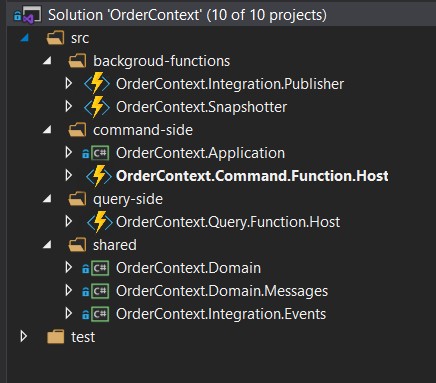 Solution 'OrderContext' (10 of 10 projects)
src
backgroud-functions
OrderContext.Integration.Publisher
OrderContext.Snapshotter
command-side
C# OrderContext.Application
OrderContext.Command.Function.Host
query-side
OrderContext.Query.Function.Host
shared
C# OrderContext.Domain
C# OrderContext.Domain.Messages
C# OrderContext.Integration.Events
test